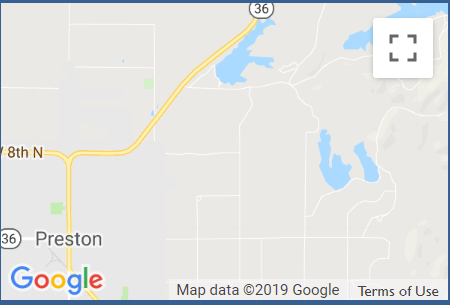 36
W 8th N
36
Preston
Google
Map data ©2019 Google
Terms of Use